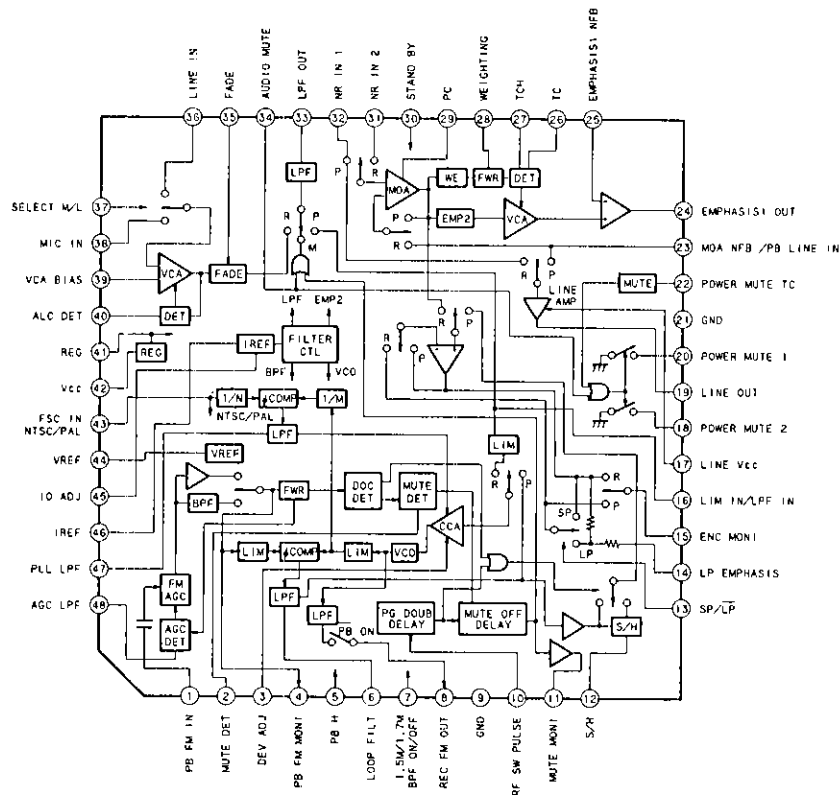 LINE IN
FADE
AUDIO MUTE
LPF OUT
NR IN 1
NR IN 2
STAND BY
PC
WEIGHTING
TCH
TC
EMPHASIS1 NFB
36
35
34
33
32
31
30
29
28
27
26
25
SELECT M/L
37
MIC IN
38
VCA BIAS
39
ALC DET
40
REG
41
Vcc
42
FSC IN
NTSC/PAL
43
VREF
44
IO ADJ
45
IREF
46
PLL LPF
47
AGC LPF
48
24
EMPHASIS1 OUT
23
MOA NFB /PB LINE IN
22
POWER MUTE TC
21
GND
20
POWER MUTE 1
19
LINE OUT
18
POWER MUTE 2
17
LINE Vcc
16
LIM IN/LPF IN
15
ENC MONI
14
LP EMPHASIS
13
SP/LP
LPF
P
R
P
M
R
MOA
WE
FWR
DET
P
R
EMP2
VCA
VCA
FADE
DET
REG
LPF
EMP2
IREF
FILTER
CTL
BPF
VCO
R
P
LINE
AMP
MUTE
R
P
R
P
1/N
COMP
1/M
NTSC/PAL
LPF
VREF
LIM
BPF
FWR
DOC
DET
MUTE
DET
R
P
SP
R
P
LP
LIM
COMP
LIM
VCO
CCA
FM
AGC
AGC
DET
LPF
LPF
PB ON
PG DOUB
DELAY
MUTE OFF
DELAY
S/H
1
2
3
4
5
6
7
8
9
10
11
12
PB FM IN
MUTE DET
DEV ADJ
PB FM MONI
PB H
LOOP FILT
1.5M/1.7M
BPF ON/OFF
REC FM OUT
GND
RF SW PULSE
MUTE MONI
S/H